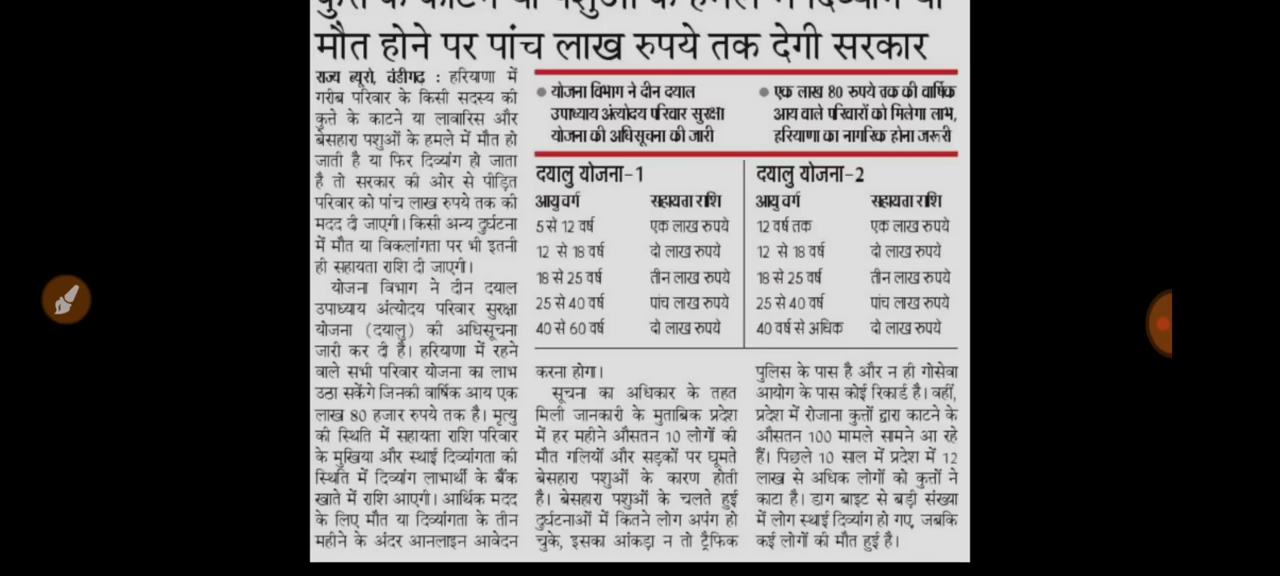 कुत्ते के काटने या पशुओं के हमले में दिव्यांग या
मौत होने पर पांच लाख रुपये तक देगी सरकार
राज्य ब्यूरो, चंडीगढ़ : हरियाणा में
गरीब परिवार के किसी सदस्य की
कुत्ते के काटने या लावारिस और
बेसहारा पशुओं के हमले में मौत हो
जाती है या फिर दिव्यांग हो जाता
है तो सरकार की ओर से पीड़ित
परिवार को पांच लाख रुपये तक की
मदद दी जाएगी। किसी अन्य दुर्घटना
में मौत या विकलांगता पर भी इतनी
ही सहायता राशि दी जाएगी।
योजना विभाग ने दीन दयाल
उपाध्याय अंत्योदय परिवार सुरक्षा
योजना (दयालु) की अधिसूचना
जारी कर दी है। हरियाणा में रहने
वाले सभी परिवार योजना का लाभ
उठा सकेंगे जिनकी वार्षिक आय एक
लाख 80 हजार रुपये तक है। मृत्यु
की स्थिति में सहायता राशि परिवार
के मुखिया और स्थाई दिव्यांगता की
स्थिति में दिव्यांग लाभार्थी के बैंक
खाते में राशि आएगी। आर्थिक मदद
के लिए मौत या दिव्यांगता के तीन
महीने के अंदर आनलाइन आवेदन
● योजना विभाग ने दीन दयाल
उपाध्याय अंत्योदय परिवार सुरक्षा
योजना की अधिसूचना की जारी
● एक लाख 80 रुपये तक की वार्षिक
आय वाले परिवारों को मिलेगा लाभ,
हरियाणा का नागरिक होना जरूरी
दयालु योजना-1
आयु वर्ग सहायता राशि
5 से 12 वर्ष एक लाख रुपये
12 से 18 वर्ष दो लाख रुपये
18 से 25 वर्ष तीन लाख रुपये
25 से 40 वर्ष पांच लाख रुपये
40 से 60 वर्ष दो लाख रुपये
दयालु योजना-2
आयु वर्ग सहायता राशि
12 वर्ष तक एक लाख रुपये
12 से 18 वर्ष दो लाख रुपये
18 से 25 वर्ष तीन लाख रुपये
25 से 40 वर्ष पांच लाख रुपये
40 वर्ष से अधिक दो लाख रुपये
करना होगा।
सूचना का अधिकार के तहत
मिली जानकारी के मुताबिक प्रदेश
में हर महीने औसतन 10 लोगों की
मौत गलियों और सड़कों पर घूमते
बेसहारा पशुओं के कारण होती
है। बेसहारा पशुओं के चलते हुई
दुर्घटनाओं में कितने लोग अपंग हो
चुके, इसका आंकड़ा न तो ट्रैफिक
पुलिस के पास है और न ही गोसेवा
आयोग के पास कोई रिकार्ड है। वहीं,
प्रदेश में रोजाना कुत्तों द्वारा काटने के
औसतन 100 मामले सामने आ रहे
हैं। पिछले 10 साल में प्रदेश में 12
लाख से अधिक लोगों को कुत्तों ने
काटा है। डाग बाइट से बड़ी संख्या
में लोग स्थाई दिव्यांग हो गए, जबकि
कई लोगों की मौत हुई है।